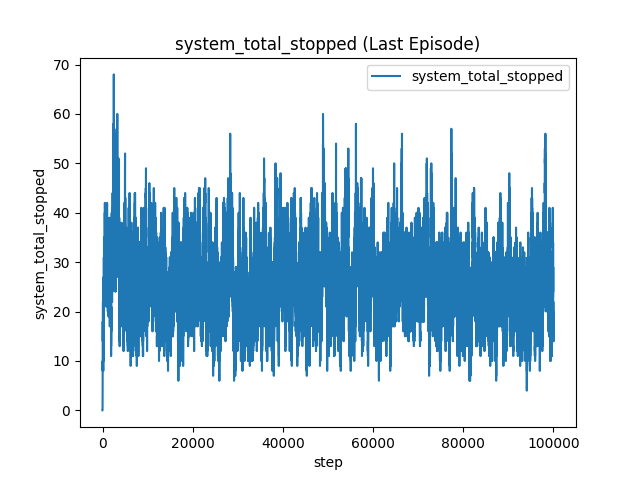 system_total_stopped (Last Episode)
system_total_stopped
70
60
50
40
30
20
10
0
system_total_stopped
0 20000 40000 60000 80000 100000
step